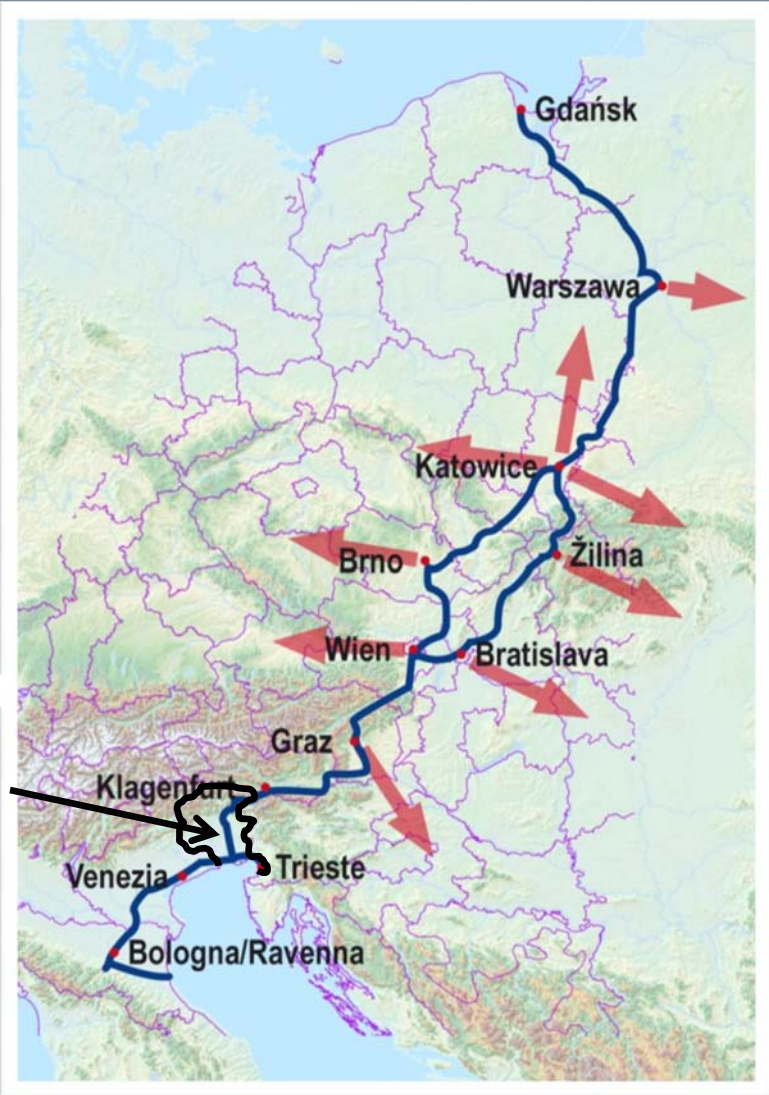 Gdańsk
Warszawa
Katowice
Brno
Žilina
Wien
Bratislava
Graz
Klagenfurt
Trieste
Venezia
Bologna/Ravenna